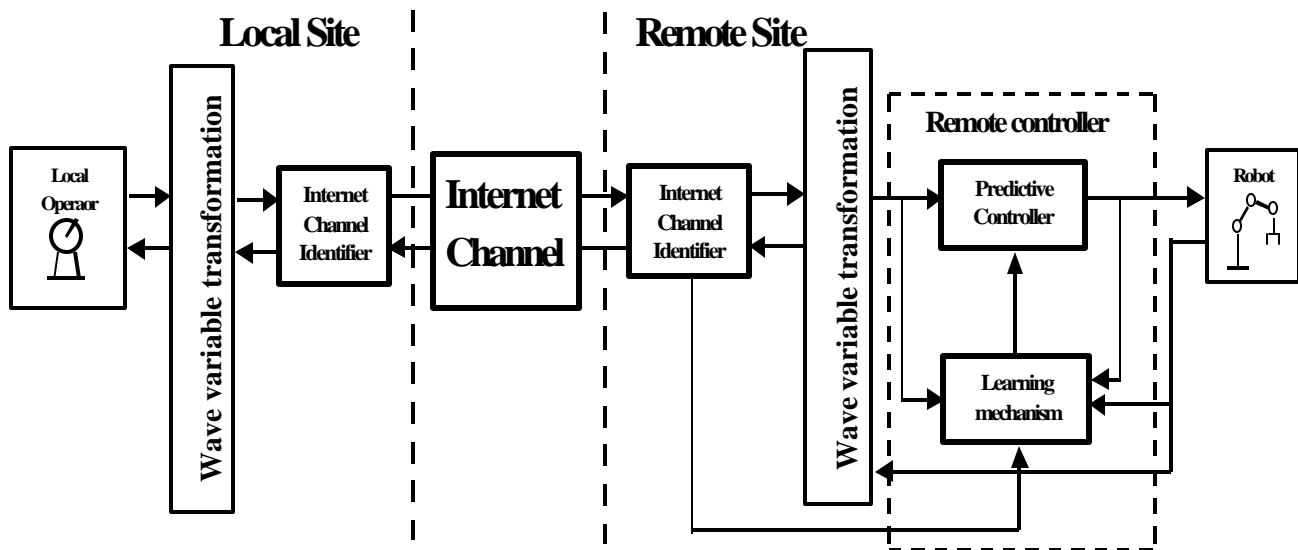 Local Site
Remote Site
Local
Operaor
Wave variable transformation
Internet
Channel
Identifier
Internet
Channel
Internet
Channel
Identifier
Wave variable transformation
Remote controller
Predictive
Controller
Learning
mechanism
Robot